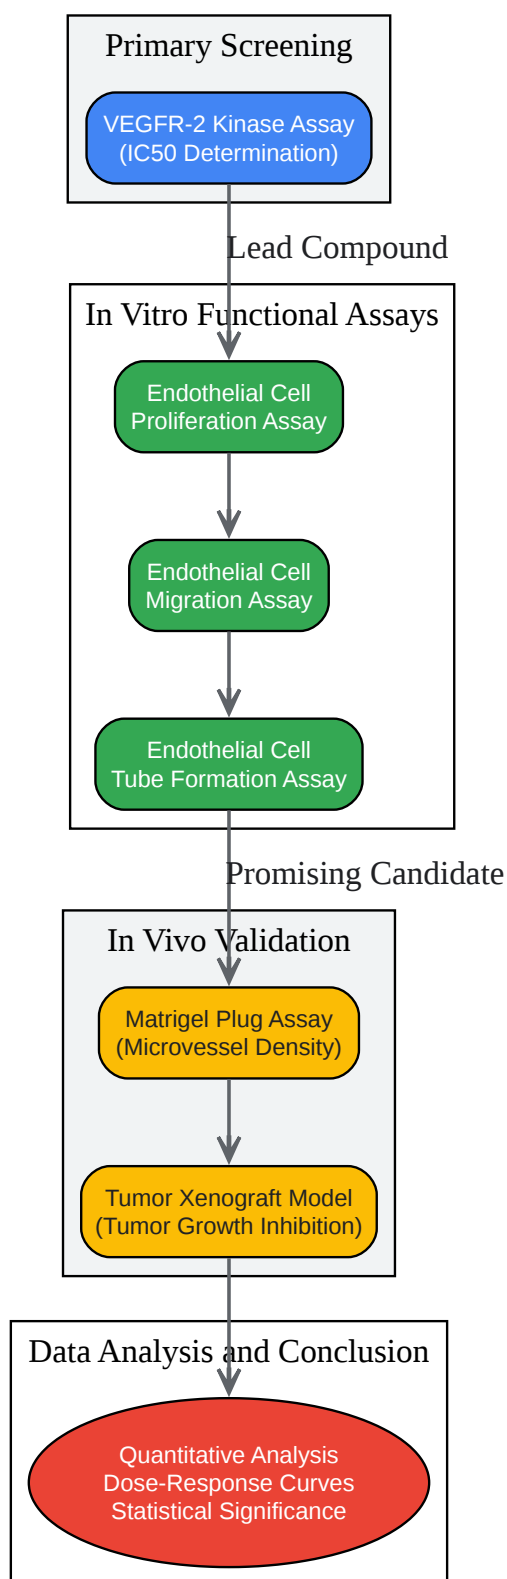 Primary Screening
VEGFR-2 Kinase Assay
(IC50 Determination)
Lead Compound
In Vitro Functional Assays
Endothelial Cell
Proliferation Assay
Endothelial Cell
Migration Assay
Endothelial Cell
Tube Formation Assay
Promising Candidate
In Vivo Validation
Matrigel Plug Assay
(Microvessel Density)
Tumor Xenograft Model
(Tumor Growth Inhibition)
Data Analysis and Conclusion
Quantitative Analysis
Dose-Response Curves
Statistical Significance